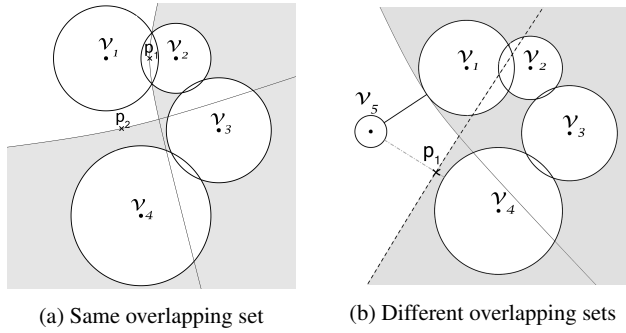 𝒱1
p1
𝒱2
p2
𝒱3
𝒱4
(a) Same overlapping set
𝒱1
𝒱2
𝒱5
𝒱3
p1
𝒱4
(b) Different overlapping sets